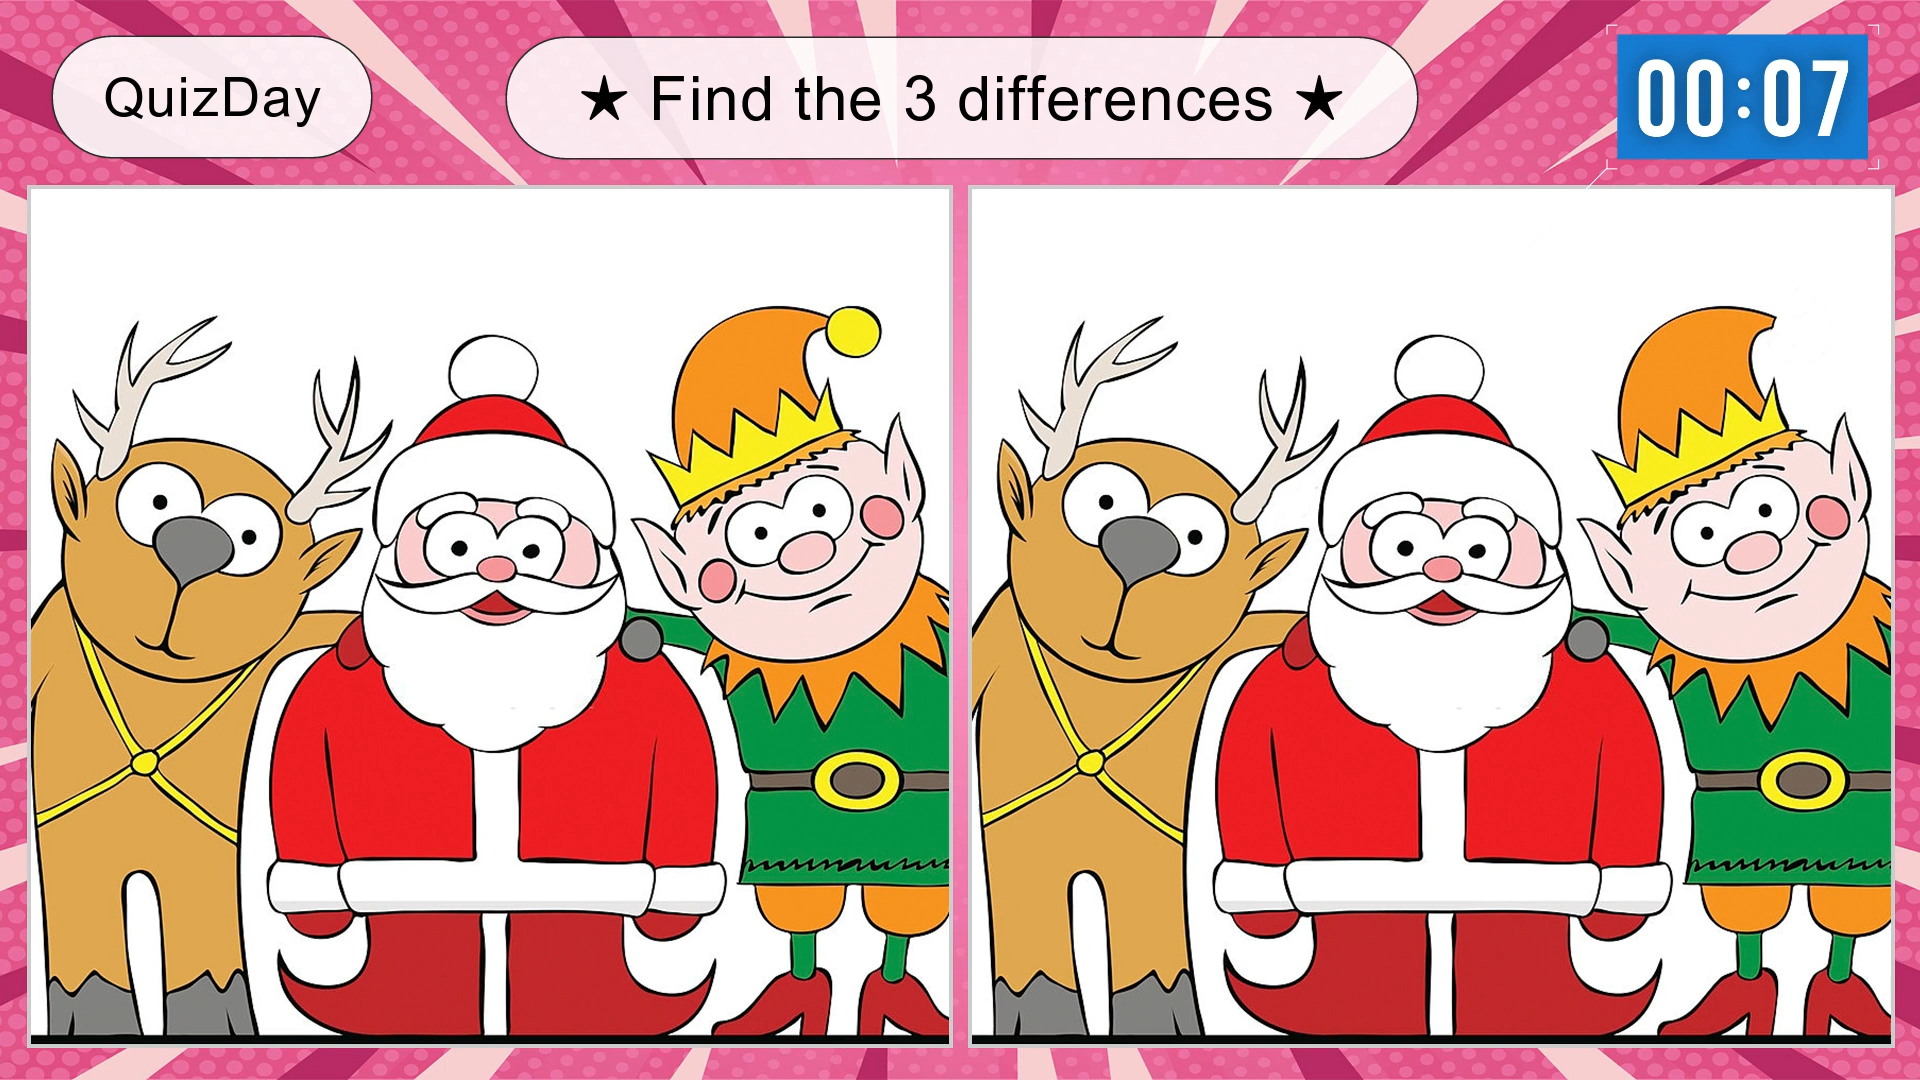 QuizDay
★ Find the 3 differences ★
00:07